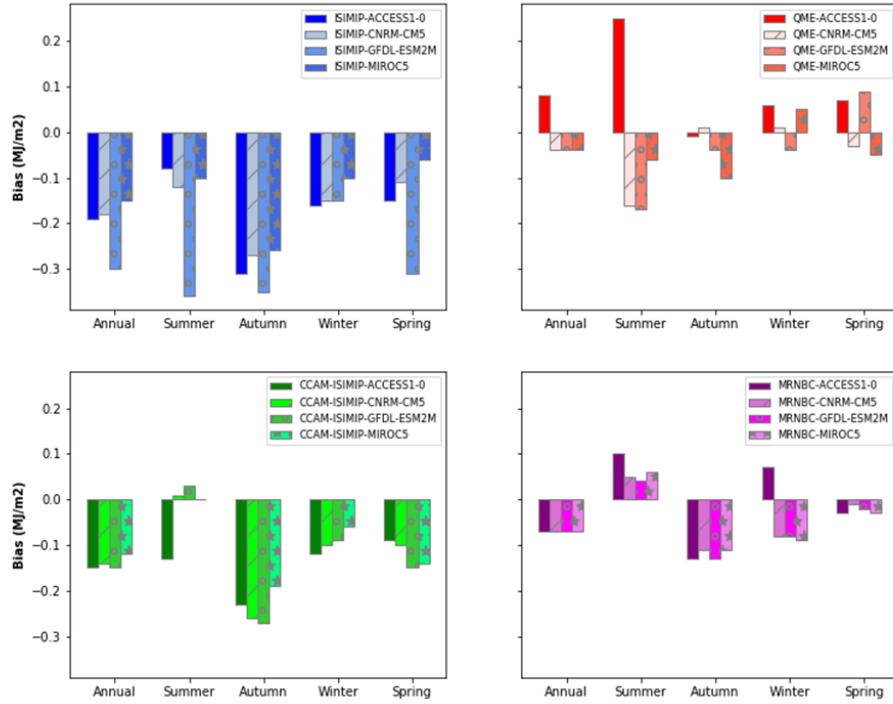 ISIMIP-ACCESS1-0
ISIMIP-CNRM-CM5
ISIMIP-GFDL-ESM2M
ISIMIP-MIROC5
Bias (MJ/m2)
0.2
0.1
0.0
−0.1
−0.2
−0.3
Annual Summer Autumn Winter Spring
QME-ACCESS1-0
QME-CNRM-CM5
QME-GFDL-ESM2M
QME-MIROC5
Annual Summer Autumn Winter Spring
CCAM-ISIMIP-ACCESS1-0
CCAM-ISIMIP-CNRM-CM5
CCAM-ISIMIP-GFDL-ESM2M
CCAM-ISIMIP-MIROC5
Bias (MJ/m2)
0.2
0.1
0.0
−0.1
−0.2
−0.3
Annual Summer Autumn Winter Spring
MRNBC-ACCESS1-0
MRNBC-CNRM-CM5
MRNBC-GFDL-ESM2M
MRNBC-MIROC5
Annual Summer Autumn Winter Spring